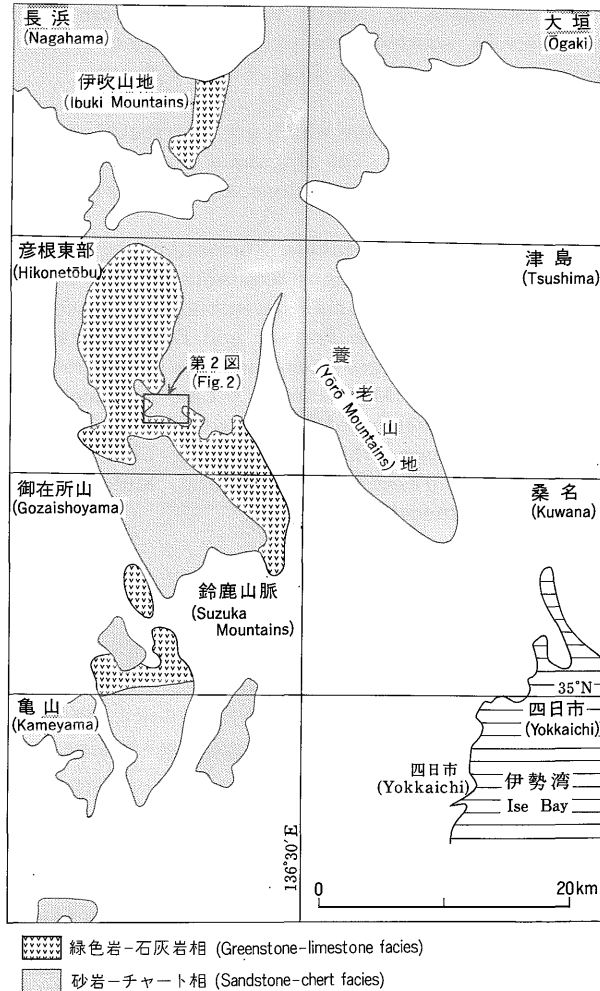 長浜
(Nagahama)
大垣
(Ōgaki)
伊吹山地
(Ibuki Mountains)
彦根東部
(Hikonetōbu)
津島
(Tsushima)
第2図
(Fig.2)
養老山地
(Yōrō Mountains)
御在所山
(Gozaishoyama)
桑名
(Kuwana)
鈴鹿山脈
(Suzuka
Mountains)
亀山
(Kameyama)
35°N
四日市
(Yokkaichi)
四日市
(Yokkaichi)
伊勢湾
Ise Bay
136°30′E
0 20km
緑色岩-石灰岩相 (Greenstone-limestone facies)
砂岩-チャート相 (Sandstone-chert facies)